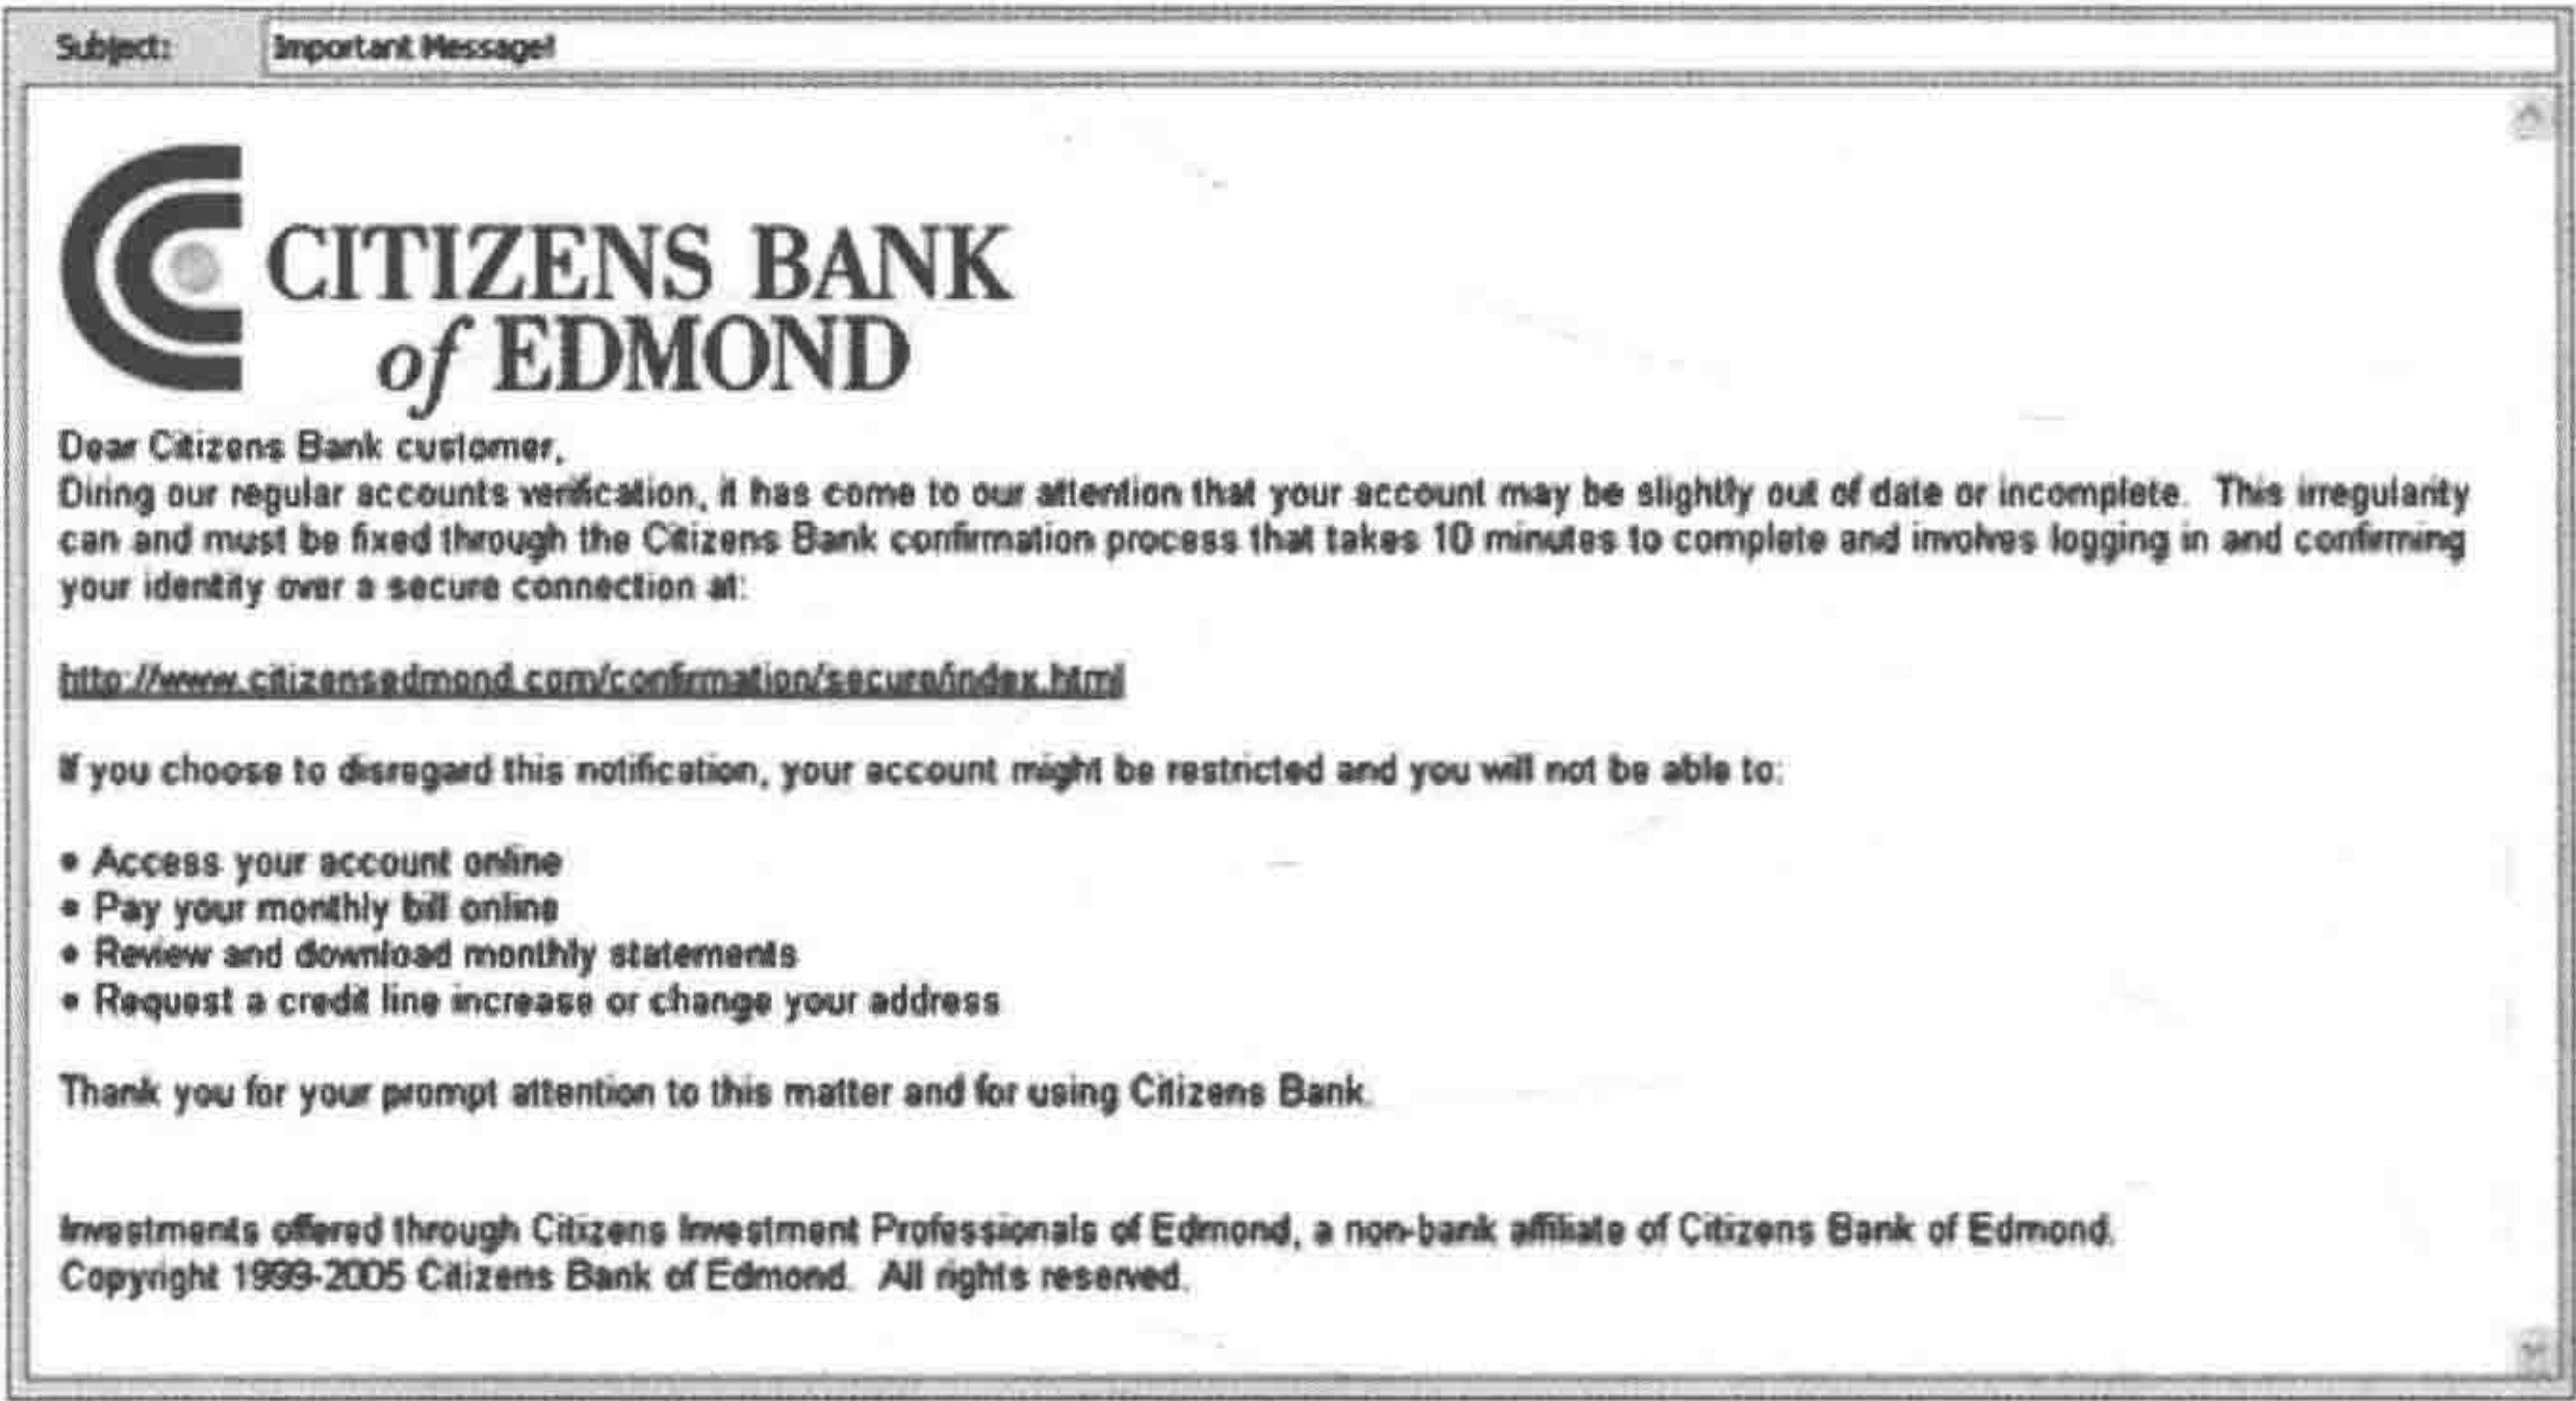 Subject: Important Message!
CITIZENS BANK
of EDMOND
Dear Citizens Bank customer,
Diring our regular accounts verification, it has come to our attention that your account may be slightly out of date or incomplete. This irregularity
can and must be fixed through the Citizens Bank confirmation process that takes 10 minutes to complete and involves logging in and confirming
your identity over a secure connection at:
http://www.citizensedmond.com/confirmation/secure/index.html
If you choose to disregard this notification, your account might be restricted and you will not be able to:
• Access your account online
• Pay your monthly bill online
• Review and download monthly statements
• Request a credit line increase or change your address
Thank you for your prompt attention to this matter and for using Citizens Bank.
Investments offered through Citizens Investment Professionals of Edmond, a non-bank affiliate of Citizens Bank of Edmond.
Copyright 1999-2005 Citizens Bank of Edmond. All rights reserved.